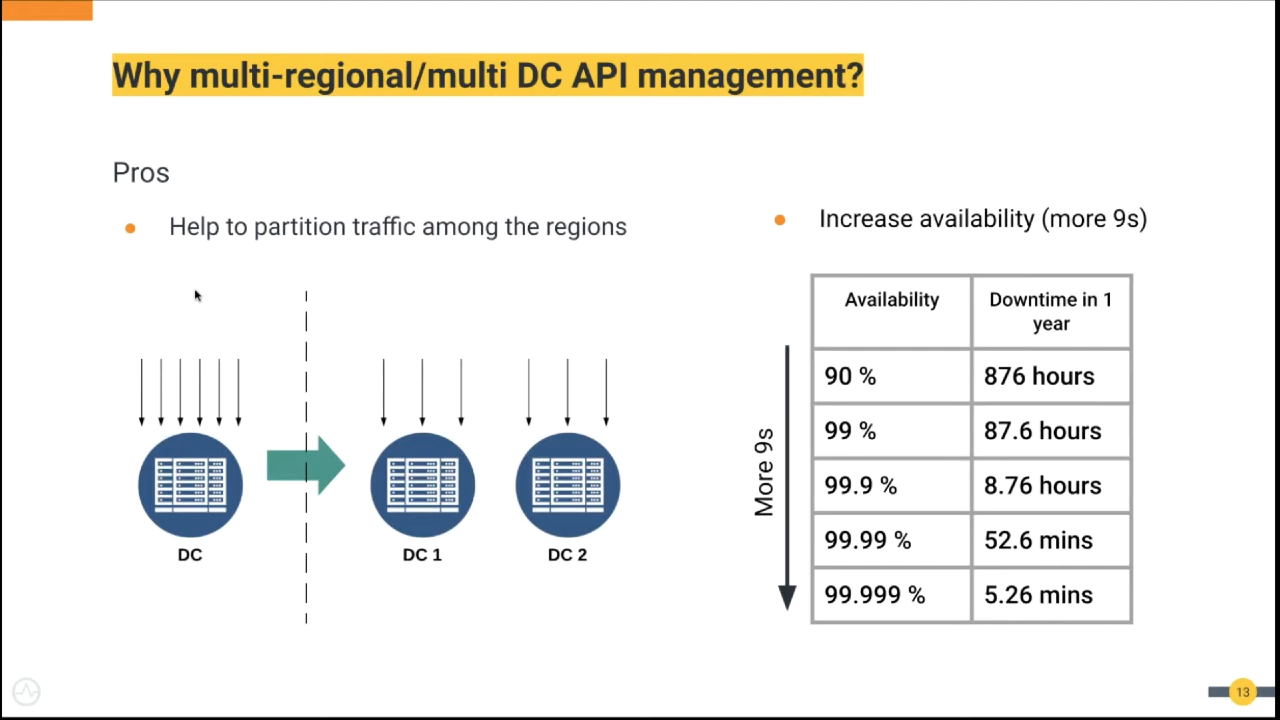 Why multi-regional/multi DC API management?
Pros
Help to partition traffic among the regions
DC
DC 1
DC 2
Increase availability (more 9s)
More 9s
Availability
Downtime in 1
year
90 %
876 hours
99 %
87.6 hours
99.9 %
8.76 hours
99.99 %
52.6 mins
99.999 %
5.26 mins
13